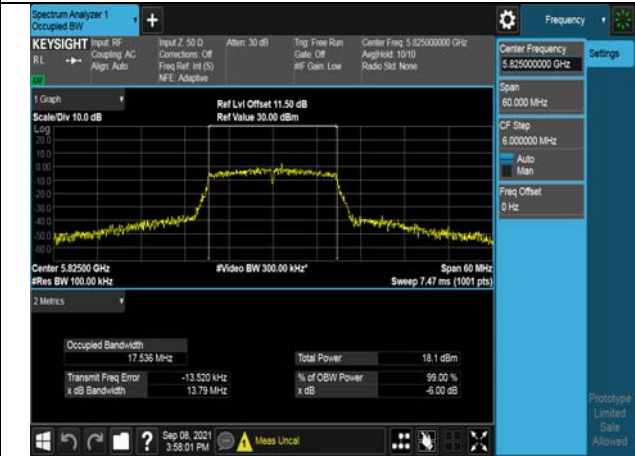 Spectrum Analyzer 1
Occupied BW
+
Frequency
KEYSIGHT Input: RF
RL
Coupling: AC
Align: Auto
Input Z: 50 Ω
Corrections: Off
Freq Ref: Int (S)
NFE: Adaptive
Atten: 30 dB
Trig: Free Run
Gate: Off
#IF Gain: Low
Center Freq: 5.825000000 GHz
Avg|Hold: 10/10
Radio Std: None
Center Frequency
5.825000000 GHz
Settings
Span
60.000 MHz
CF Step
6.000000 MHz
Auto
Man
Freq Offset
0 Hz
1 Graph
Scale/Div 10.0 dB
Ref Lvl Offset 11.50 dB
Ref Value 30.00 dBm
Log
20.0
10.0
0.00
-10.0
-20.0
-30.0
-40.0
-50.0
-60.0
Center 5.82500 GHz
#Video BW 300.00 kHz*
Span 60 MHz
#Res BW 100.00 kHz
Sweep 7.47 ms (1001 pts)
2 Metrics
Occupied Bandwidth
17.536 MHz
Total Power 18.1 dBm
Transmit Freq Error -13.520 kHz
% of OBW Power 99.00 %
x dB Bandwidth 13.79 MHz
x dB -6.00 dB
Prototype
Limited
Sale
Allowed
?
Sep 08, 2021
3:58:01 PM
Meas Uncal